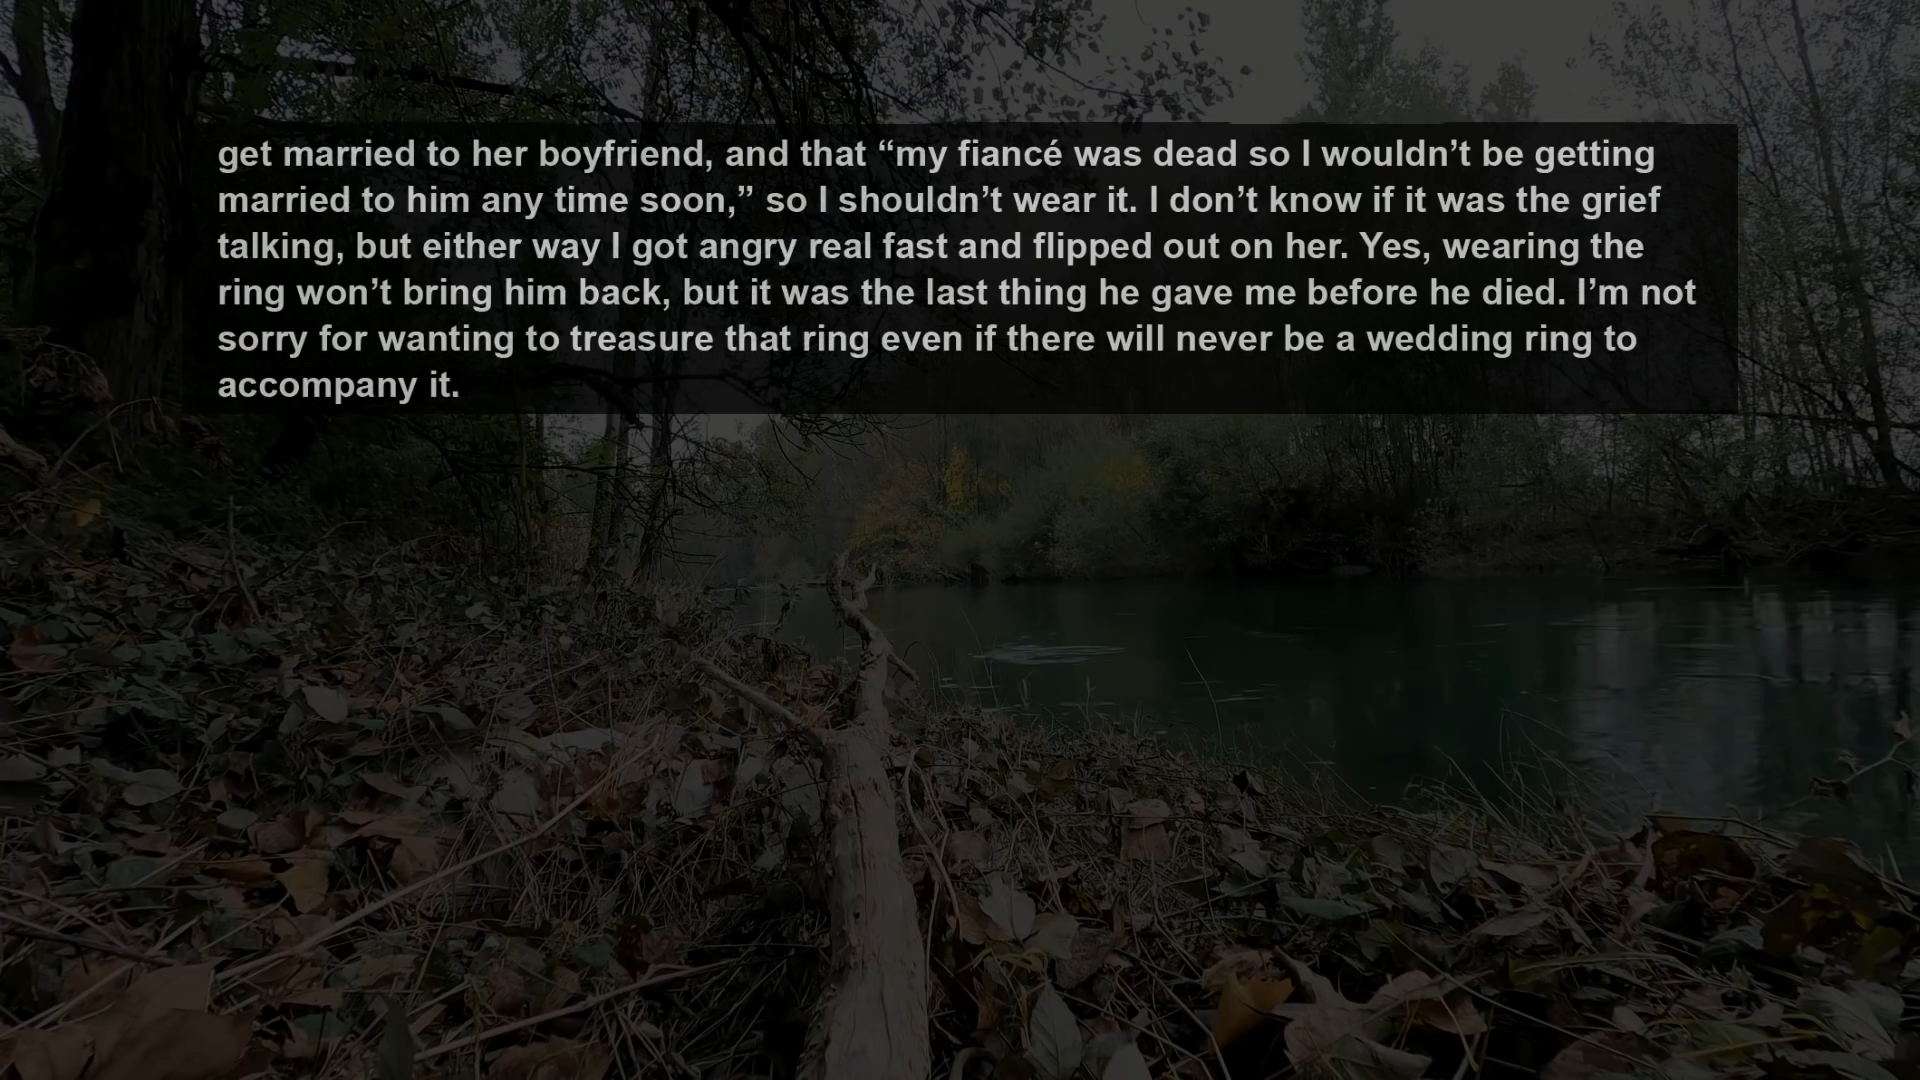 get married to her boyfriend, and that “my fiancé was dead so I wouldn’t be getting
married to him any time soon,” so I shouldn’t wear it. I don’t know if it was the grief
talking, but either way I got angry real fast and flipped out on her. Yes, wearing the
ring won’t bring him back, but it was the last thing he gave me before he died. I’m not
sorry for wanting to treasure that ring even if there will never be a wedding ring to
accompany it.